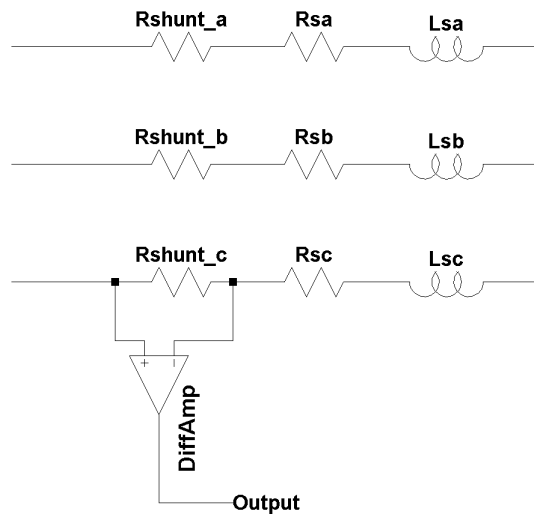 Rshunt_a Rsa Lsa
Rshunt_b Rsb Lsb
Rshunt_c Rsc Lsc
+ −
DiffAmp
Output